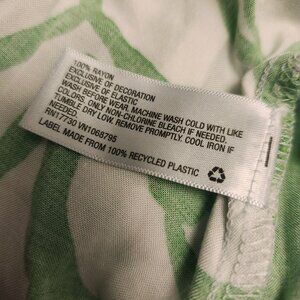 100% RAYON
EXCLUSIVE OF DECORATION
EXCLUSIVE OF ELASTIC
WASH BEFORE WEAR. MACHINE WASH COLD WITH LIKE
COLORS. ONLY NON-CHLORINE BLEACH IF NEEDED.
TUMBLE DRY LOW. REMOVE PROMPTLY. COOL IRON IF
NEEDED.
RN17730 VN1068795
LABEL MADE FROM 100% RECYCLED PLASTIC